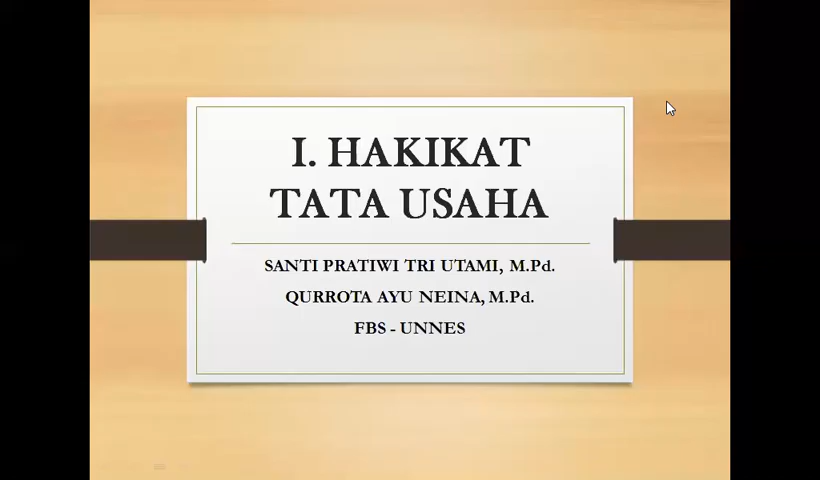 I. HAKIKAT
TATA USAHA
SANTI PRATIWI TRI UTAMI, M.Pd.
QURROTA AYU NEINA, M.Pd.
FBS - UNNES